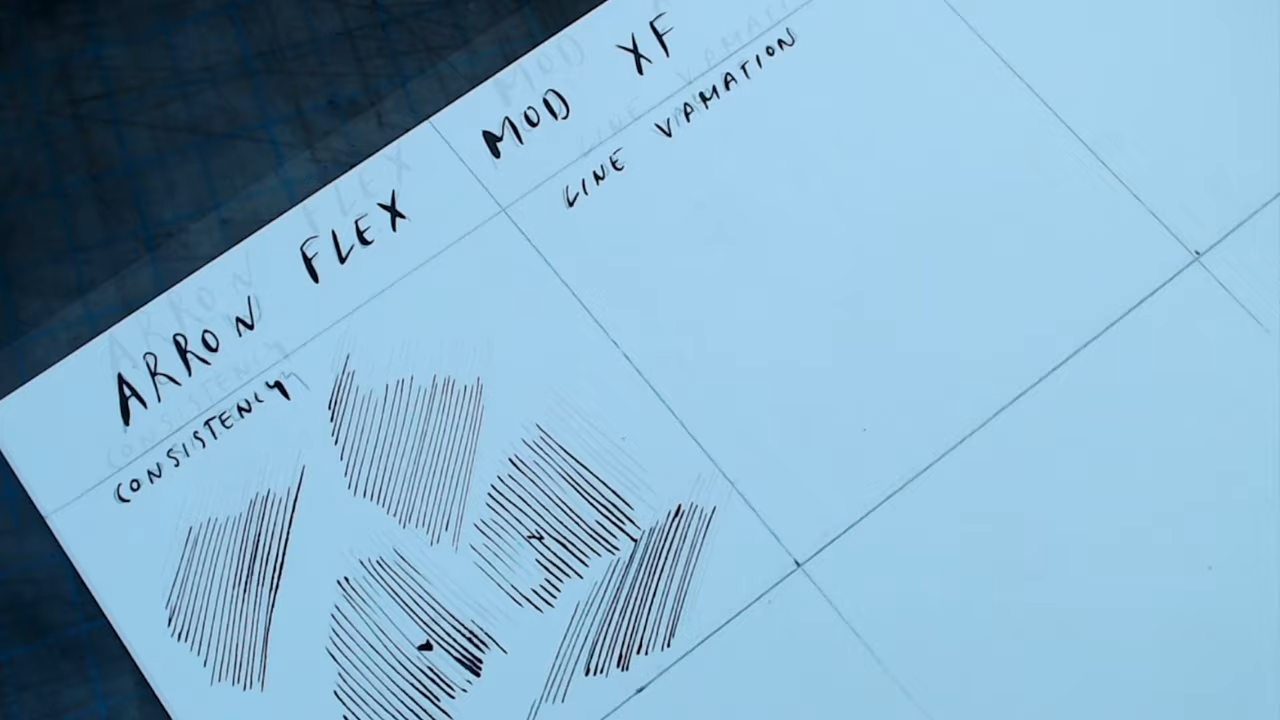 ARRON FLEX
CONSISTENCY
MOD XF
LINE VARIATION